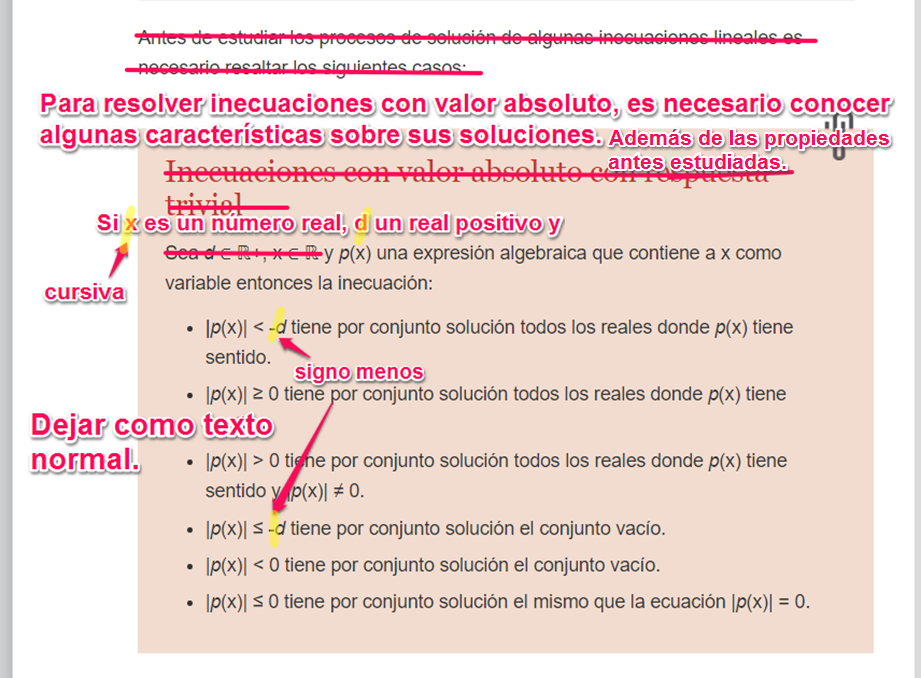 Antes de estudiar los procesos de solución de algunas inecuaciones lineales es
necesario resaltar los siguientes casos:
Para resolver inecuaciones con valor absoluto, es necesario conocer
algunas características sobre sus soluciones. Además de las propiedades
antes estudiadas.
Inecuaciones con valor absoluto con respuesta
trivial
Si x es un número real, d un real positivo y
Sea d ∈ ℝ+, x ∈ ℝ y p(x) una expresión algebraica que contiene a x como
variable entonces la inecuación:
cursiva
• |p(x)| < -d tiene por conjunto solución todos los reales donde p(x) tiene
sentido.
signo menos
• |p(x)| ≥ 0 tiene por conjunto solución todos los reales donde p(x) tiene
Dejar como texto
normal.
• |p(x)| > 0 tiene por conjunto solución todos los reales donde p(x) tiene
sentido y |p(x)| ≠ 0.
• |p(x)| ≤ -d tiene por conjunto solución el conjunto vacío.
• |p(x)| < 0 tiene por conjunto solución el conjunto vacío.
• |p(x)| ≤ 0 tiene por conjunto solución el mismo que la ecuación |p(x)| = 0.